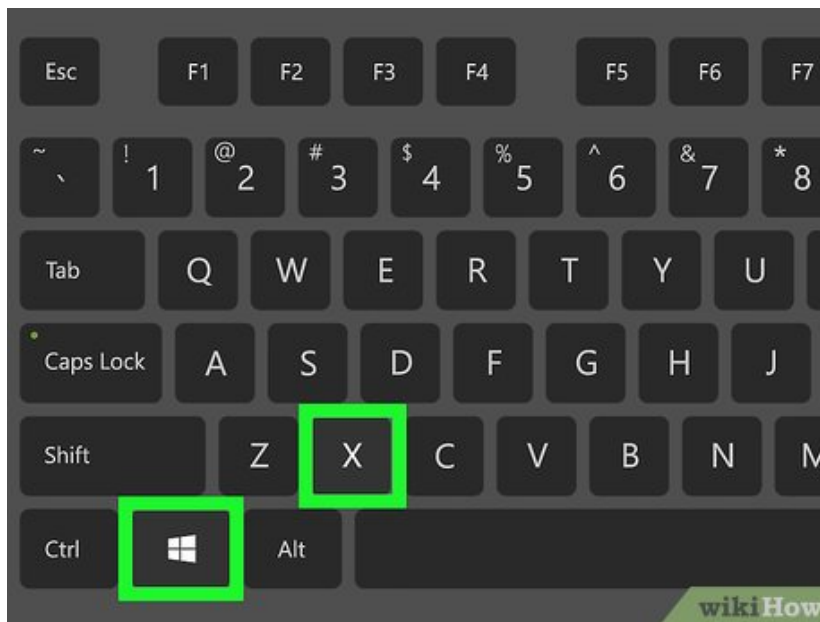 Esc F1 F2 F3 F4 F5 F6 F7
~ ` ! 1 @ 2 # 3 $ 4 % 5 ^ 6 & 7 * 8
Tab Q W E R T Y U
Caps Lock A S D F G H J
Shift Z X C V B N M
Ctrl Alt
wikiHow